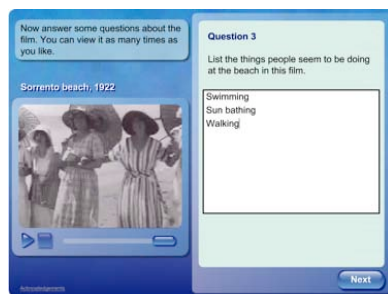 Now answer some questions about the
film. You can view it as many times as
you like.
Sorrento beach, 1922
Acknowledgements
Question 3
List the things people seem to be doing
at the beach in this film.
Swimming
Sun bathing
Walking
Next